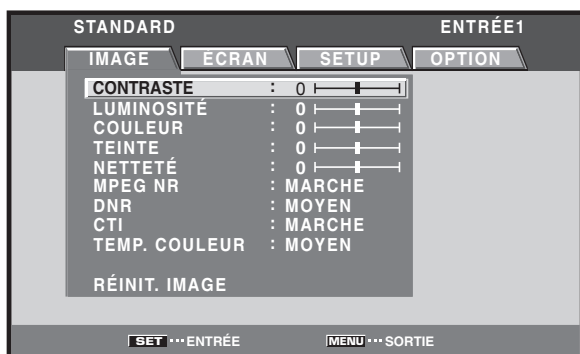 STANDARD ENTRÉE1
IMAGE ECRAN SETUP OPTION
CONTRASTE : 0
LUMINOSITÉ : 0
COULEUR : 0
TEINTE : 0
NETTETÉ : 0
MPEG NR : MARCHE
DNR : MOYEN
CTI : MARCHE
TEMP. COULEUR : MOYEN
RÉINIT. IMAGE
SET ··· ENTRÉE MENU ··· SORTIE